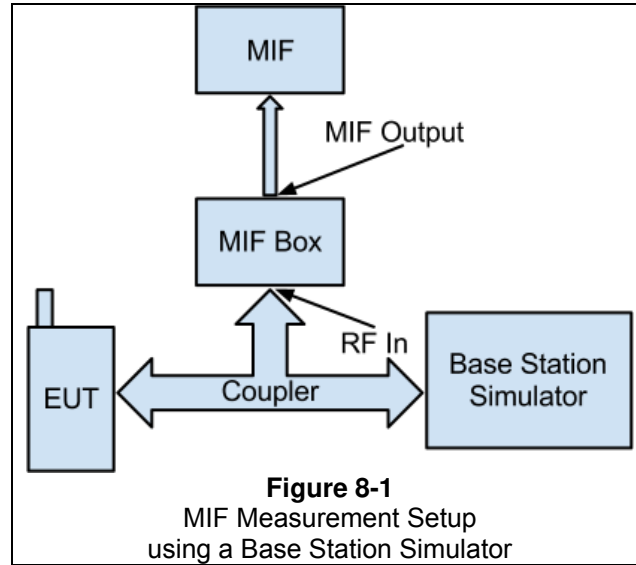 MIF
MIF Output
MIF Box
RF In
EUT
Coupler
Base Station
Simulator
Figure 8-1
MIF Measurement Setup
using a Base Station Simulator